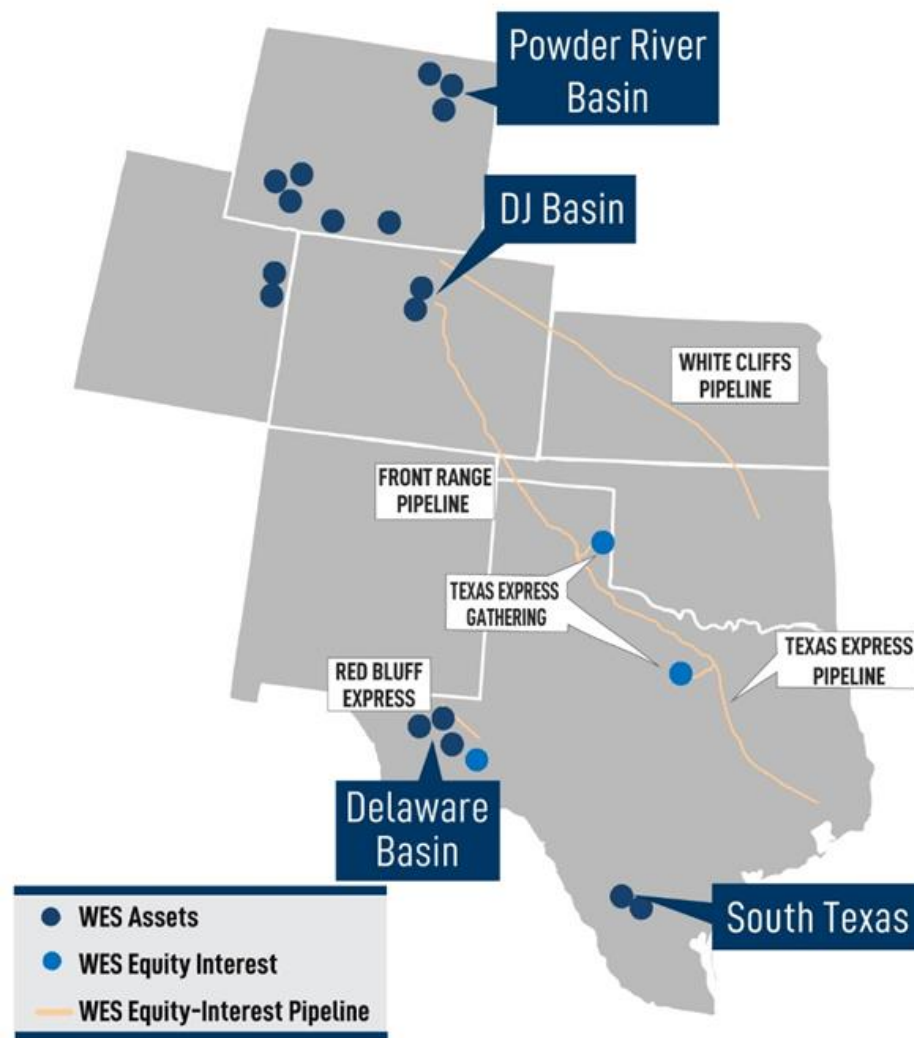 Powder River
Basin
DJ Basin
WHITE CLIFFS
PIPELINE
FRONT RANGE
PIPELINE
TEXAS EXPRESS
GATHERING
TEXAS EXPRESS
PIPELINE
RED BLUFF
EXPRESS
Delaware
Basin
South Texas
WES Assets
WES Equity Interest
WES Equity-Interest Pipeline